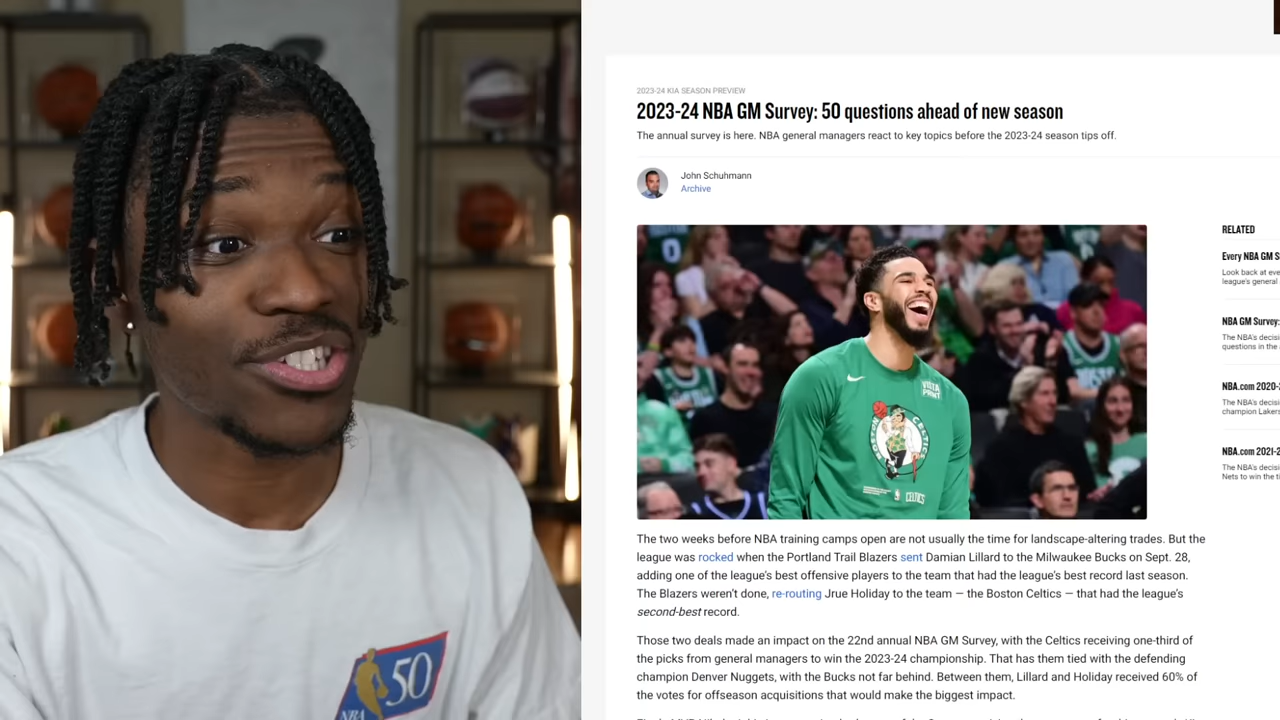 2023-24 KIA SEASON PREVIEW
2023-24 NBA GM Survey: 50 questions ahead of new season
The annual survey is here. NBA general managers react to key topics before the 2023-24 season tips off.
John Schuhmann
Archive
0
VISTA
PRINT
BOSTON
CELTICS
CELTICS
50
NBA
The two weeks before NBA training camps open are not usually the time for landscape-altering trades. But the
league was rocked when the Portland Trail Blazers sent Damian Lillard to the Milwaukee Bucks on Sept. 28,
adding one of the league's best offensive players to the team that had the league's best record last season.
The Blazers weren't done, re-routing Jrue Holiday to the team — the Boston Celtics — that had the league's
second-best record.
Those two deals made an impact on the 22nd annual NBA GM Survey, with the Celtics receiving one-third of
the picks from general managers to win the 2023-24 championship. That has them tied with the defending
champion Denver Nuggets, with the Bucks not far behind. Between them, Lillard and Holiday received 60% of
the votes for offseason acquisitions that would make the biggest impact.
RELATED
Every NBA GM S
Look back at eve
league's general
NBA GM Survey:
The NBA's decisi
questions in the
NBA.com 2020-2
The NBA's decisi
champion Lakers
NBA.com 2021-2
The NBA's decisi
Nets to win the ti